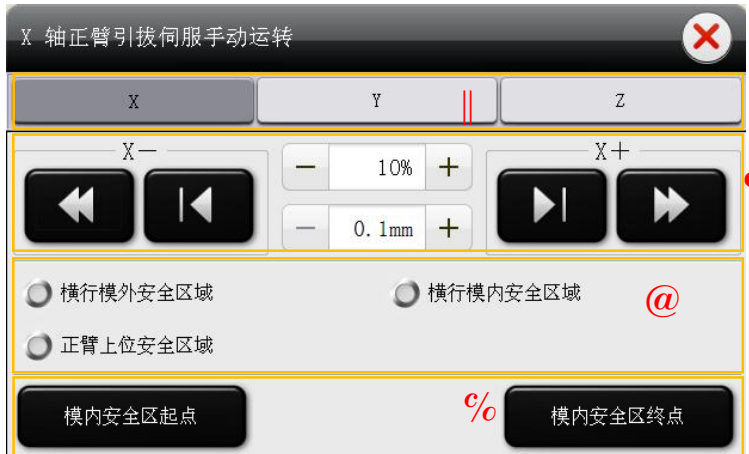 X 轴正臂引拔伺服手动运转
X Y || Z
X－ X＋
－ 10% ＋
－ 0.1mm ＋
横行模外安全区域 横行模内安全区域 @
正臂上位安全区域
模内安全区起点 % 模内安全区终点